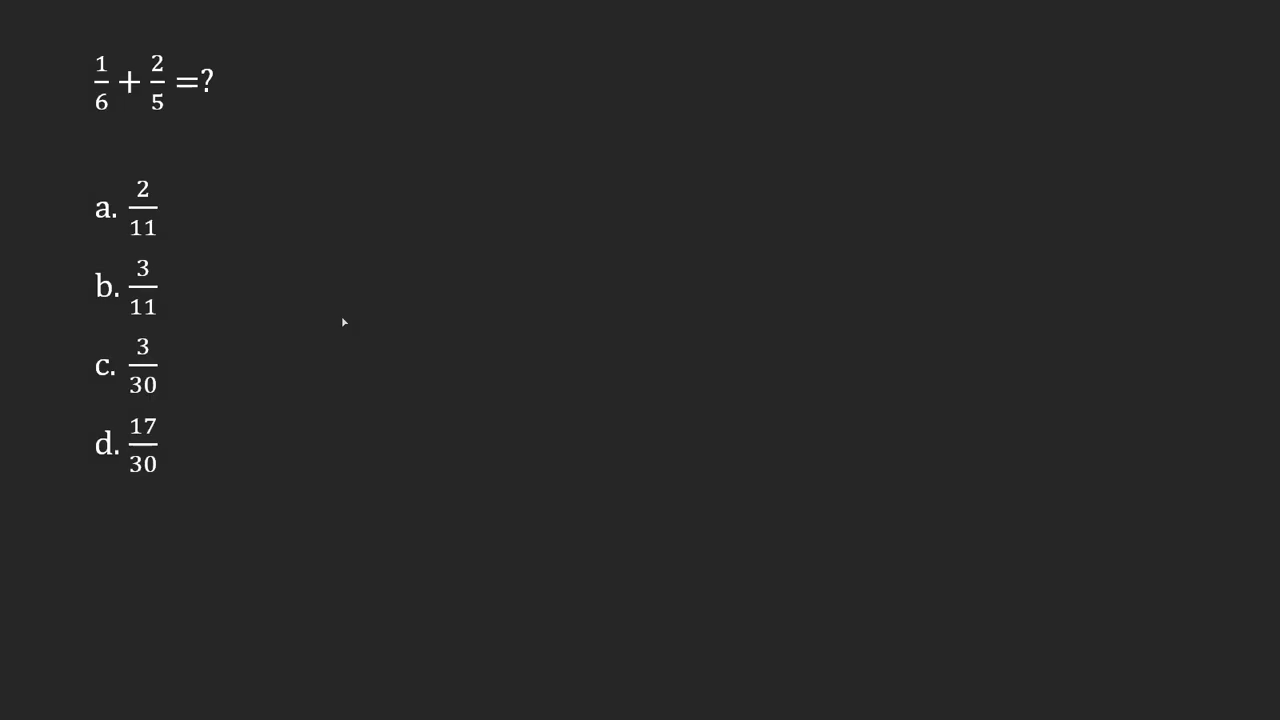 1/6 + 2/5 =?
a. 2/11
b. 3/11
c. 3/30
d. 17/30